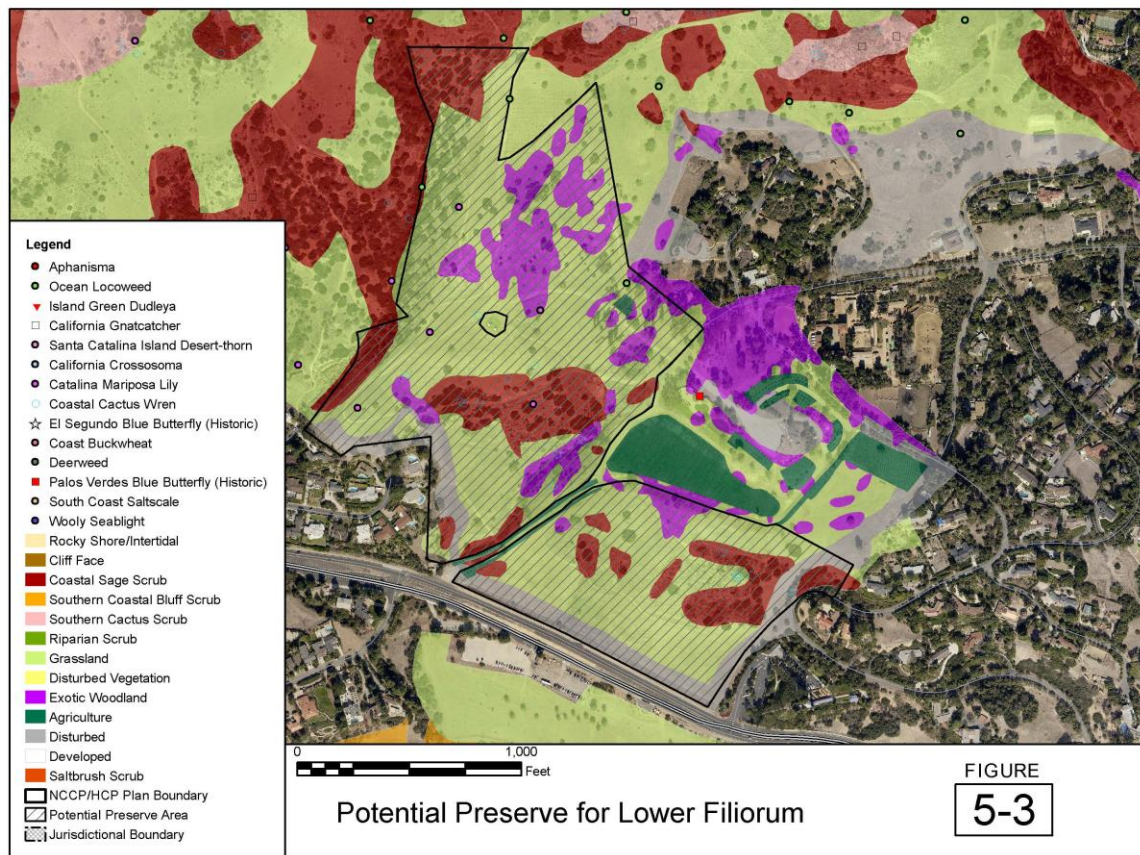 Legend
Aphanisma
Ocean Locoweed
Island Green Dudleya
California Gnatcatcher
Santa Catalina Island Desert-thorn
California Crossosoma
Catalina Mariposa Lily
Coastal Cactus Wren
El Segundo Blue Butterfly (Historic)
Coast Buckwheat
Deerweed
Palos Verdes Blue Butterfly (Historic)
South Coast Saltscale
Wooly Seablight
Rocky Shore/Intertidal
Cliff Face
Coastal Sage Scrub
Southern Coastal Bluff Scrub
Southern Cactus Scrub
Riparian Scrub
Grassland
Disturbed Vegetation
Exotic Woodland
Agriculture
Disturbed
Developed
Saltbrush Scrub
NCCP/HCP Plan Boundary
Potential Preserve Area
Jurisdictional Boundary
0 1,000
Feet
Potential Preserve for Lower Filiorum
FIGURE
5-3